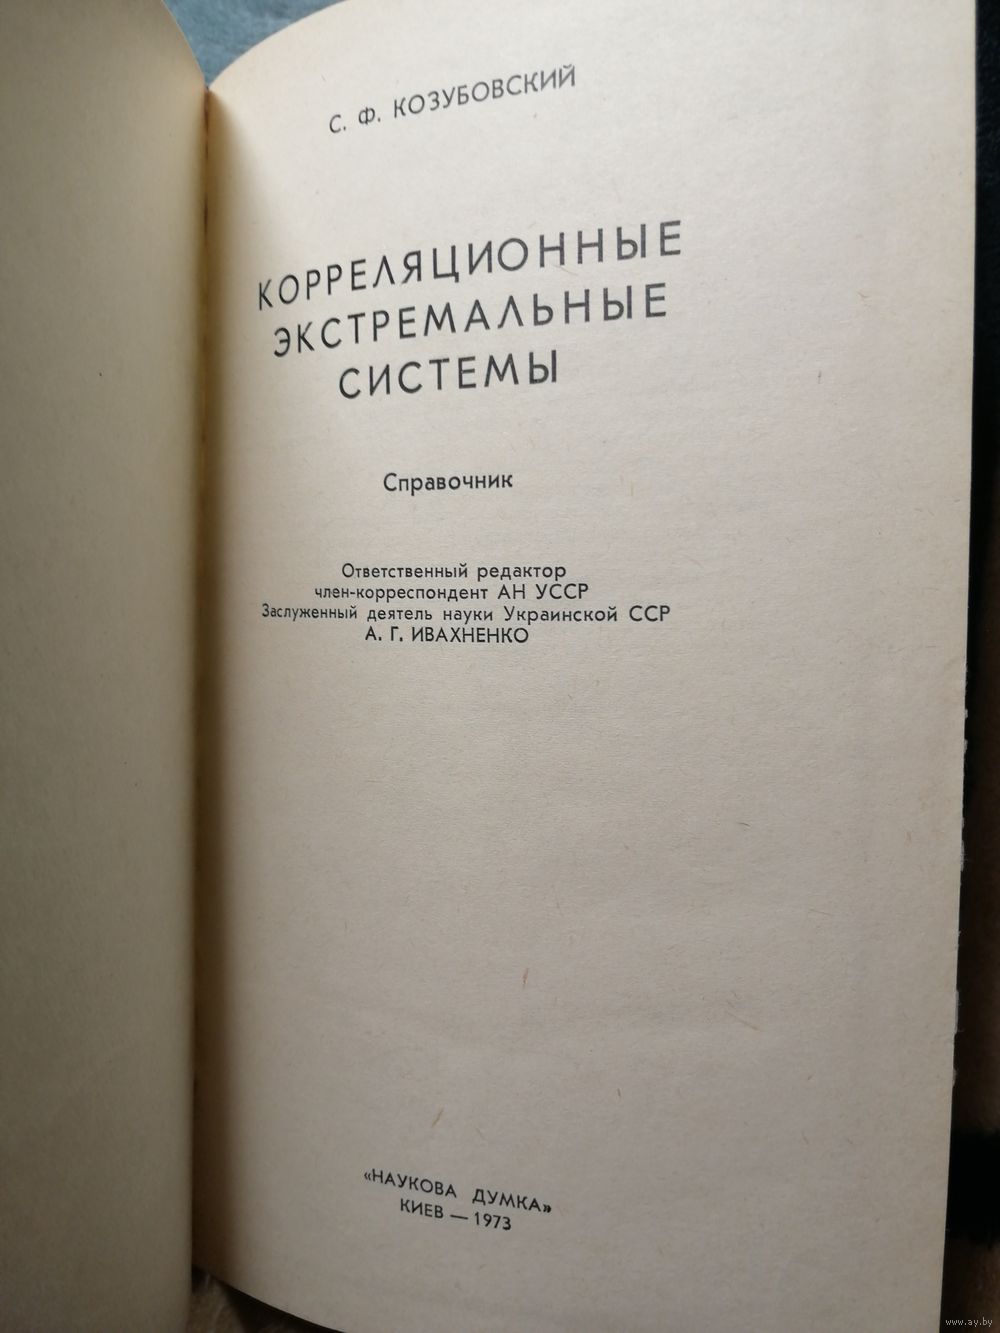 С. Ф. КОЗУБОВСКИЙ
КОРРЕЛЯЦИОННЫЕ
ЭКСТРЕМАЛЬНЫЕ
СИСТЕМЫ
Справочник
Ответственный редактор
член-корреспондент АН УССР
Заслуженный деятель науки Украинской ССР
А. Г. ИВАХНЕНКО
«НАУКОВА ДУМКА»
КИЕВ — 1973
www.ay.by